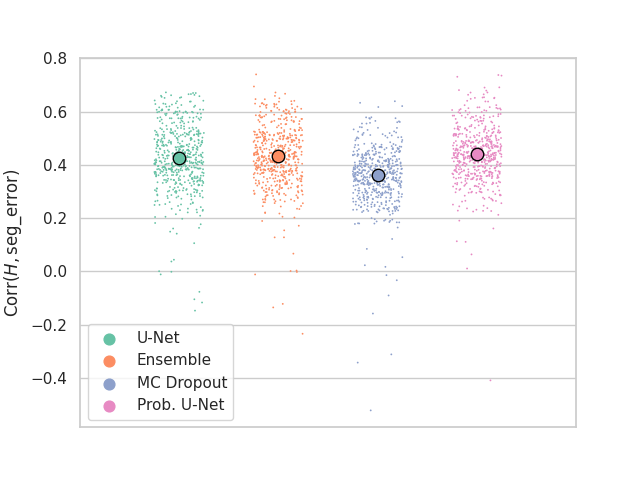 0.8
0.6
0.4
0.2
0.0
−0.2
−0.4
Corr(H, seg_error)
U-Net
Ensemble
MC Dropout
Prob. U-Net